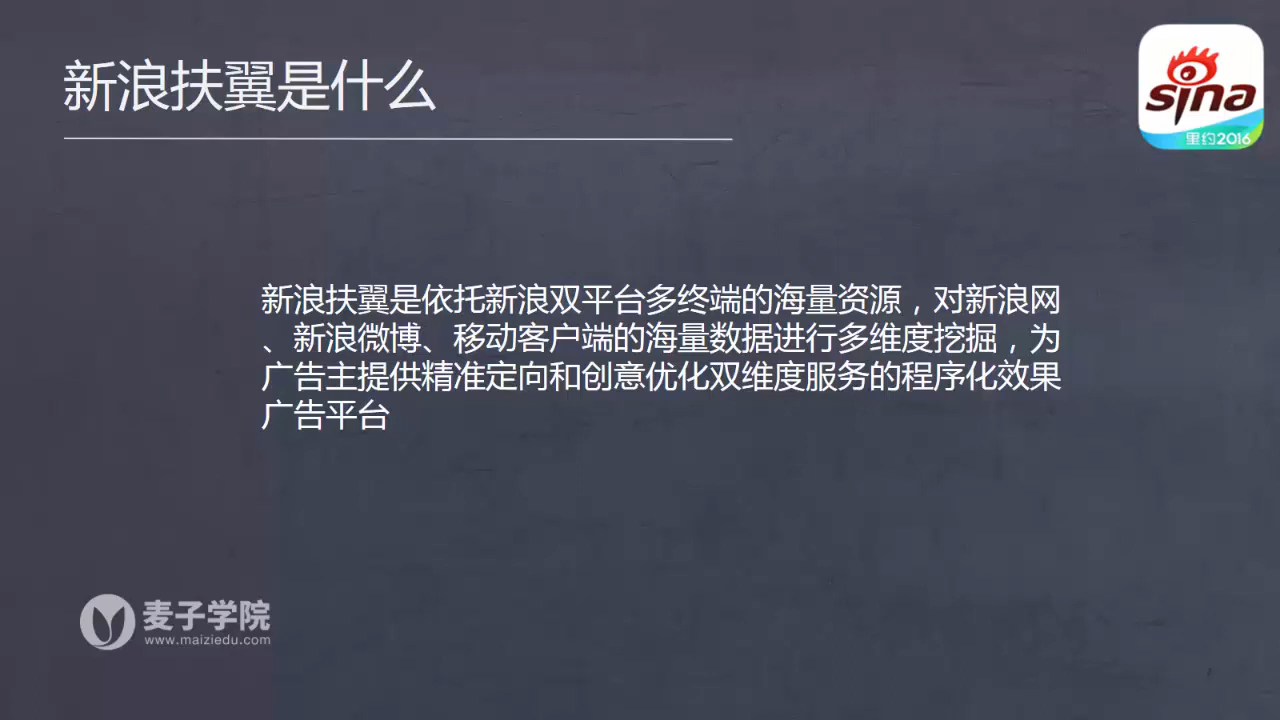 新浪扶翼是什么
sina
里约2016
新浪扶翼是依托新浪双平台多终端的海量资源，对新浪网
、新浪微博、移动客户端的海量数据进行多维度挖掘，为
广告主提供精准定向和创意优化双维度服务的程序化效果
广告平台
麦子学院
www.maiziedu.com